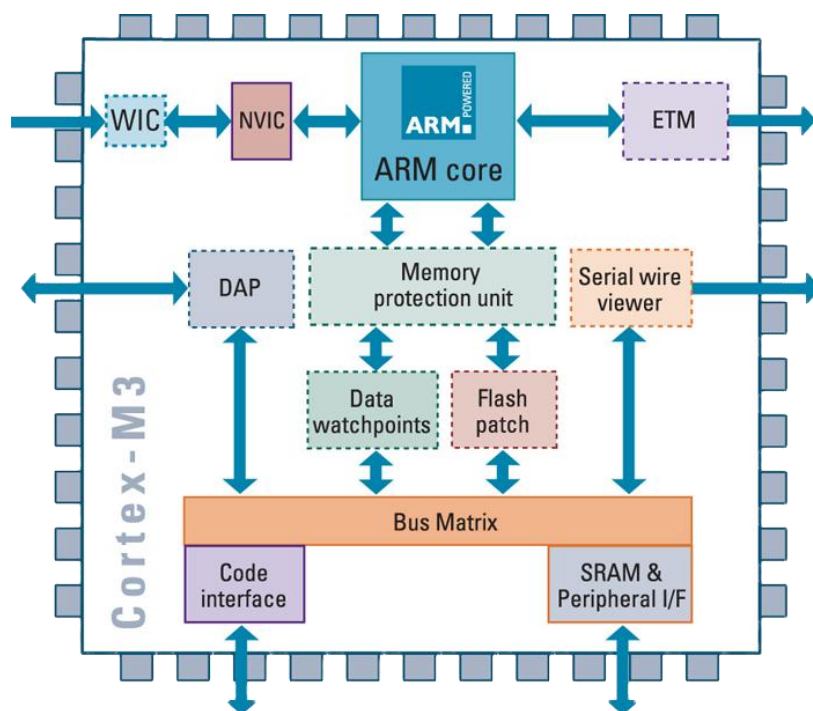 WIC
NVIC
ARM
POWERED
ARM core
ETM
DAP
Memory
protection unit
Serial wire
viewer
Data
watchpoints
Flash
patch
Cortex-M3
Bus Matrix
Code
interface
SRAM &
Peripheral I/F